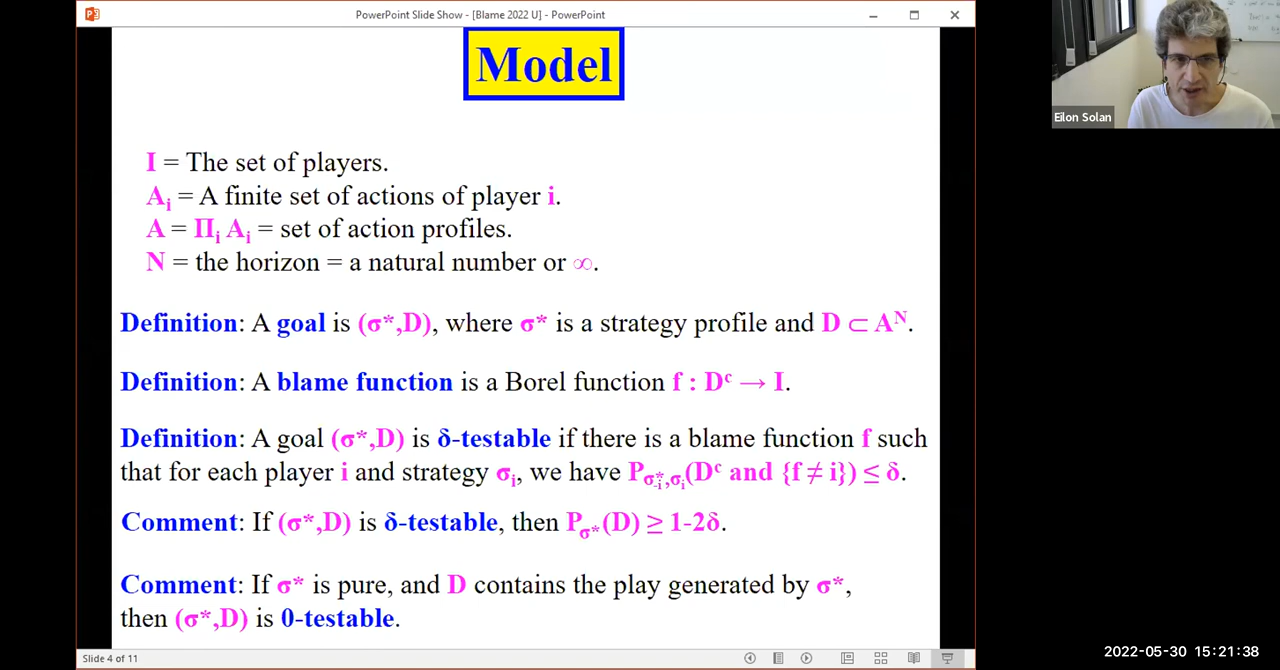 PowerPoint Slide Show - [Blame 2022 U] - PowerPoint
Model
I = The set of players.
Aᵢ = A finite set of actions of player i.
A = Πᵢ Aᵢ = set of action profiles.
N = the horizon = a natural number or ∞.
Definition: A goal is (σ*,D), where σ* is a strategy profile and D ⊂ Aᴺ.
Definition: A blame function is a Borel function f : Dᶜ → I.
Definition: A goal (σ*,D) is δ-testable if there is a blame function f such
that for each player i and strategy σᵢ, we have P_{σ*₋ᵢ,σᵢ}(Dᶜ and {f ≠ i}) ≤ δ.
Comment: If (σ*,D) is δ-testable, then P_{σ*}(D) ≥ 1-2δ.
Comment: If σ* is pure, and D contains the play generated by σ*,
then (σ*,D) is 0-testable.
Slide 4 of 11
Eilon Solan
2022-05-30 15:21:38